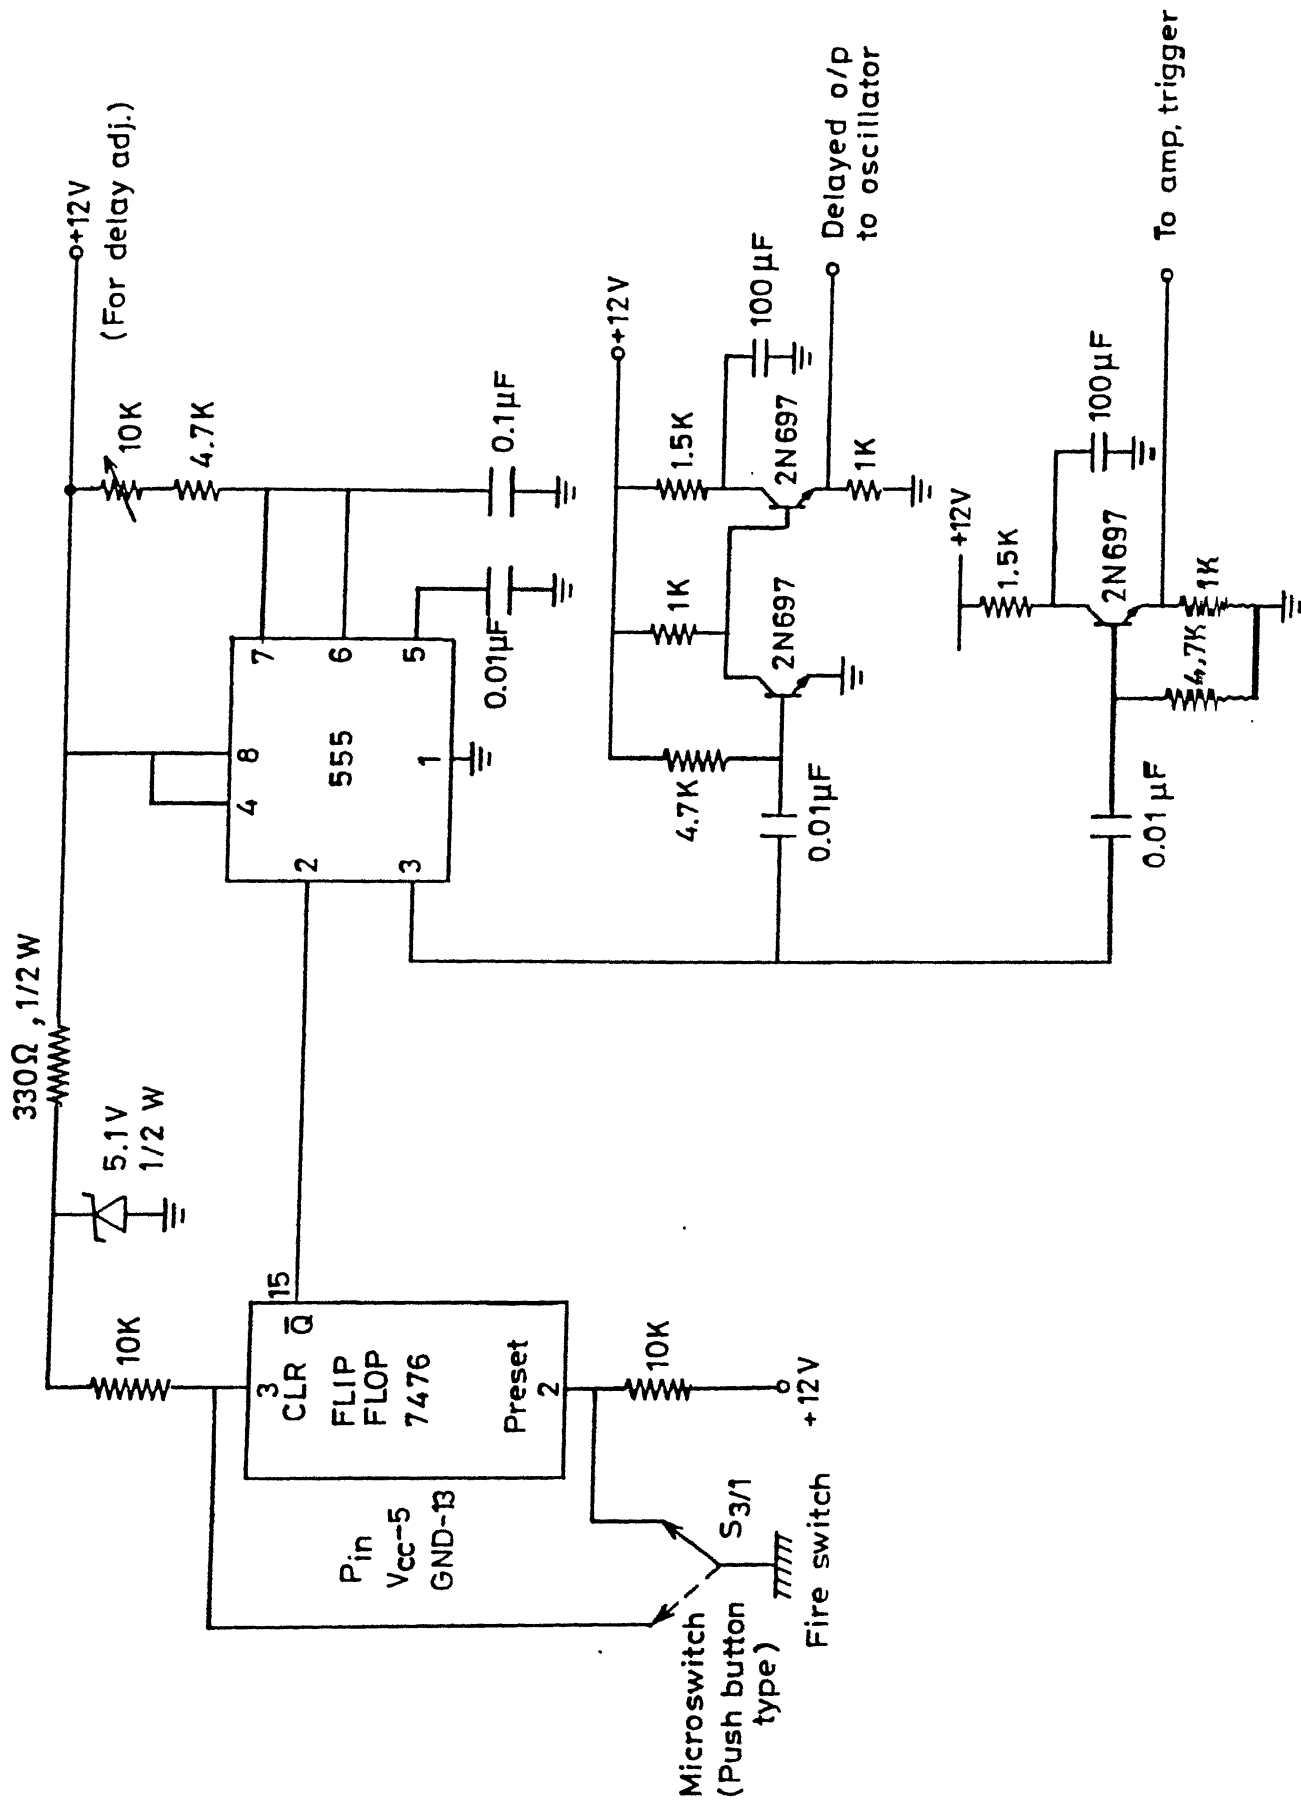 330Ω, 1/2 W
+12V
(For delay adj.)
5.1V
1/2 W
10K
10K
4.7K
0.1μF
0.01μF
3
CLR
Q̅
15
FLIP
FLOP
7476
Preset
2
Pin
Vcc-5
GND-13
10K
+12V
S3/1
Microswitch
(Push button
type)
Fire switch
4
8
7
6
5
555
2
3
1
+12V
4.7K
1K
1.5K
100μF
2N697
2N697
0.01μF
1K
Delayed o/p
to oscillator
+12V
1.5K
100μF
2N697
0.01 μF
4.7K
1K
To amp, trigger